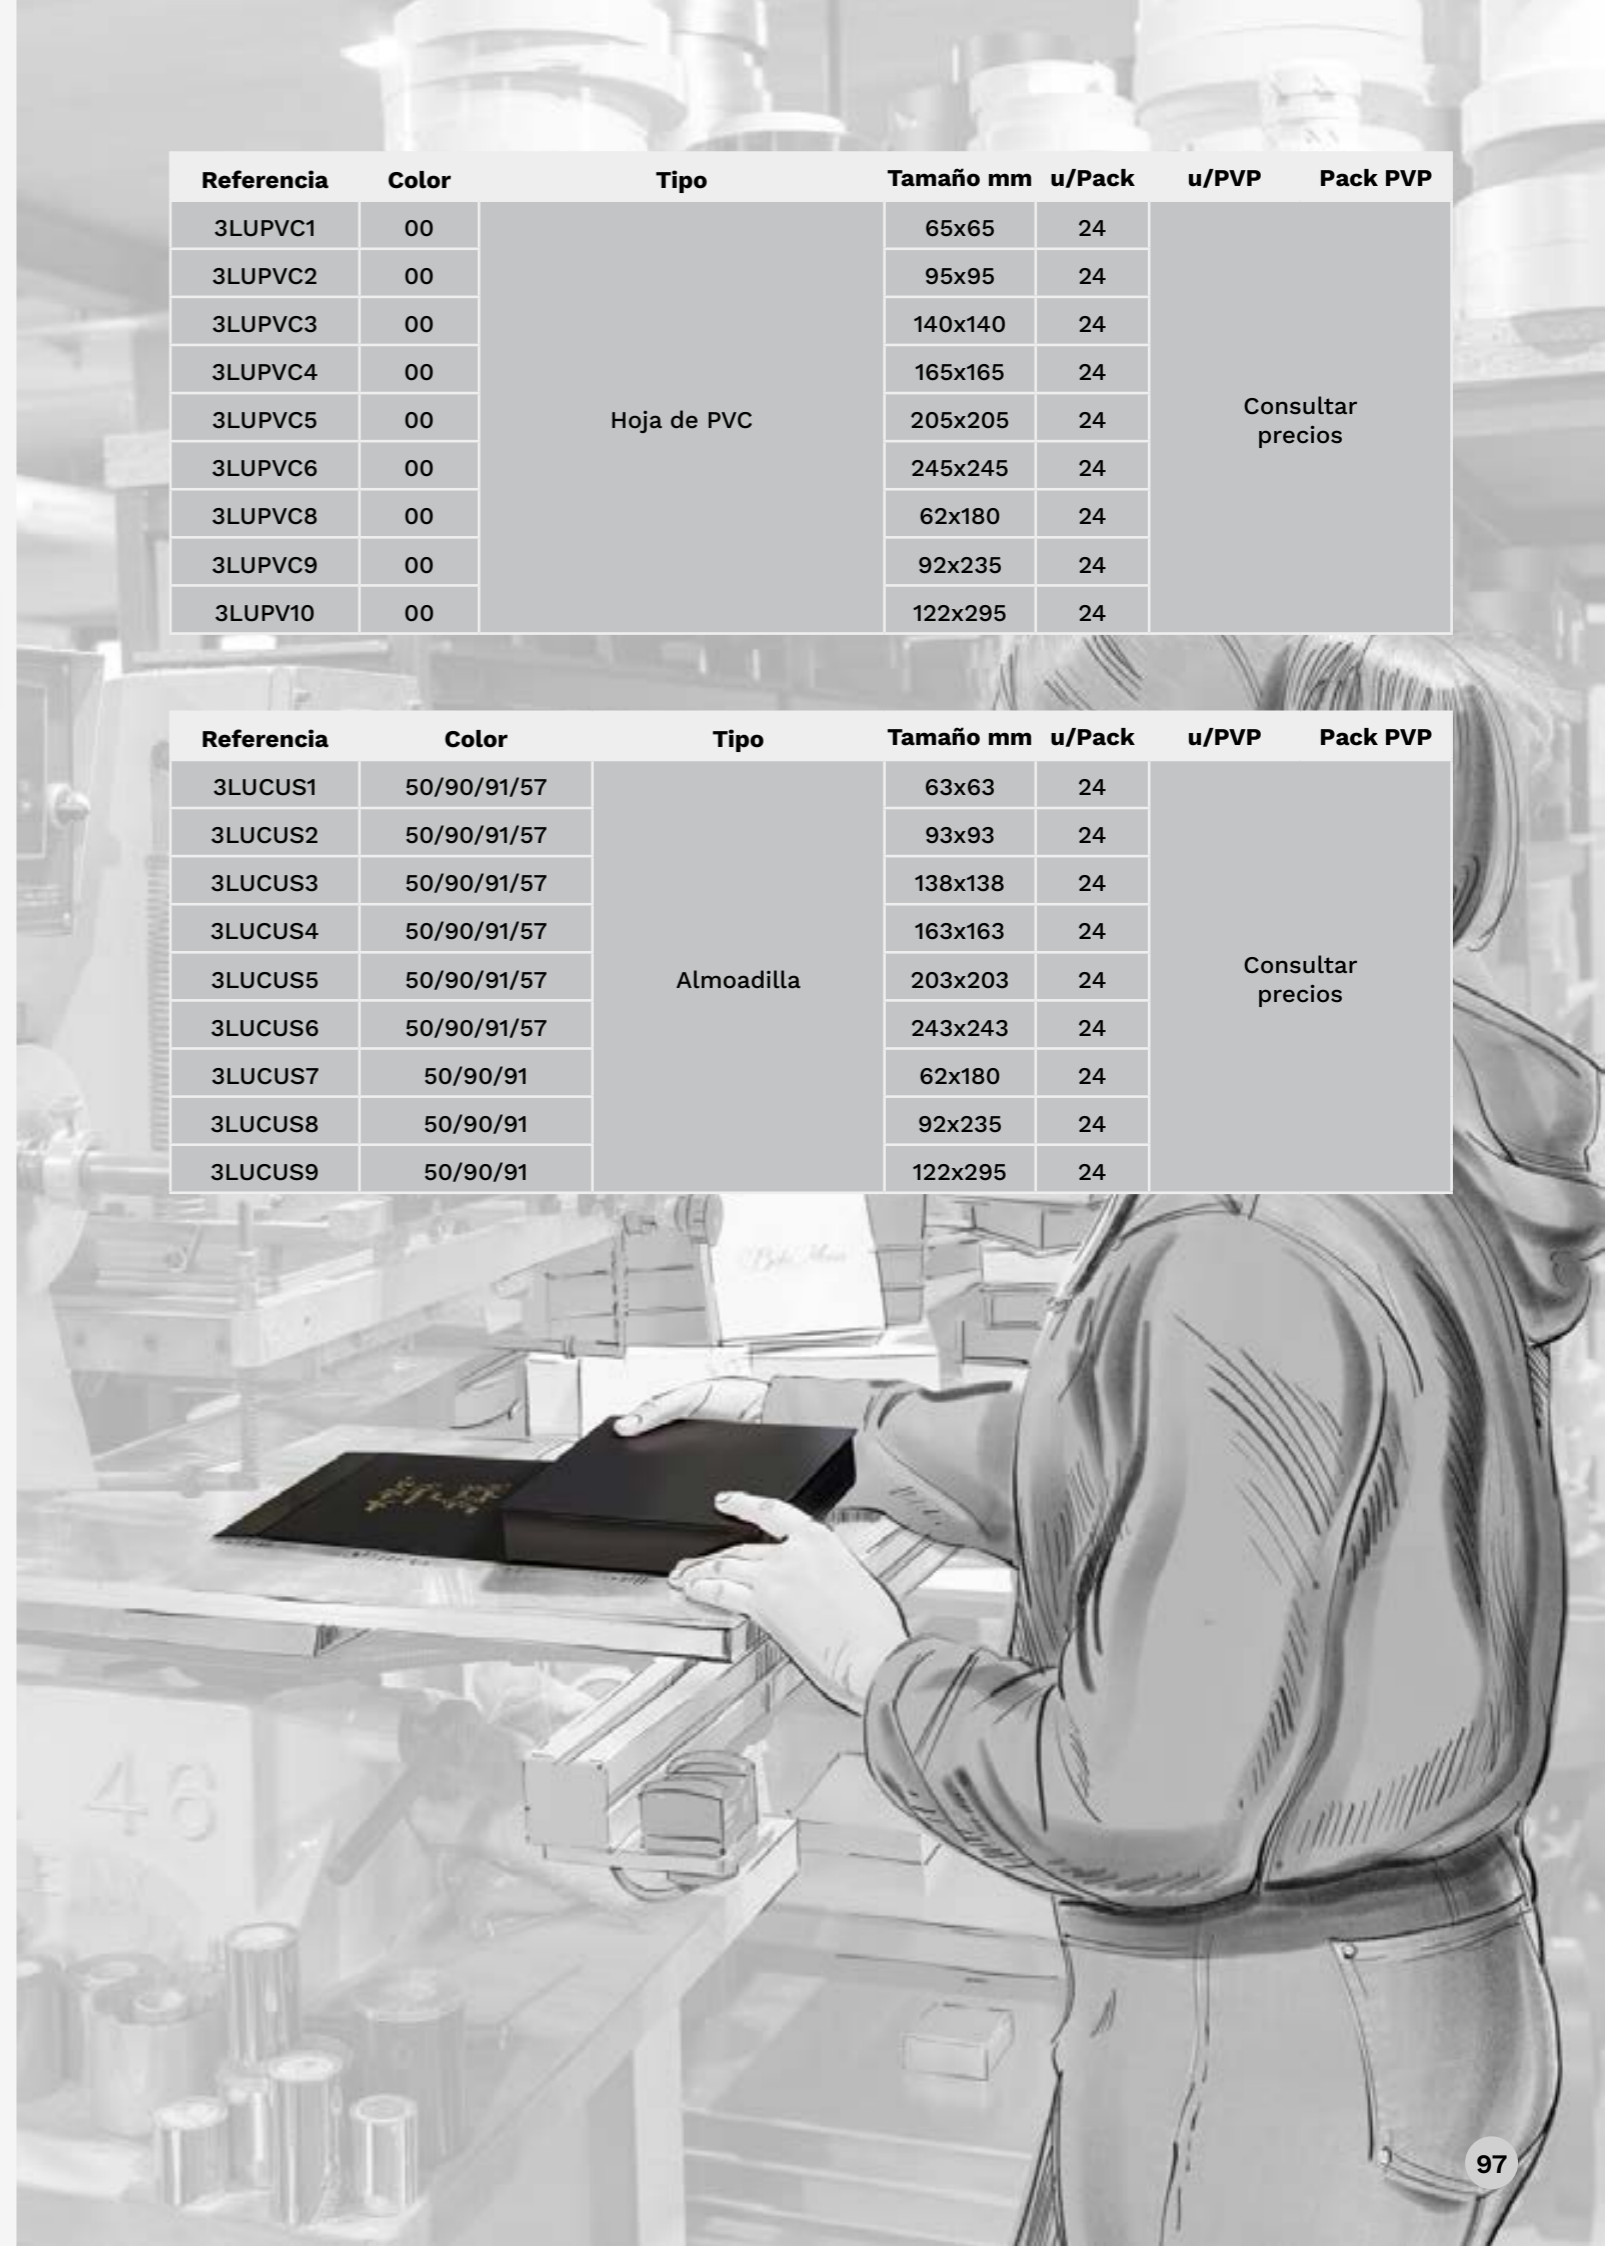 Referencia Color Tipo Tamaño mm u/Pack u/PVP Pack PVP
3LUPVC1 00 65x65 24
3LUPVC2 00 95x95 24
3LUPVC3 00 140x140 24
3LUPVC4 00 165x165 24
3LUPVC5 00 Hoja de PVC 205x205 24 Consultar
precios
3LUPVC6 00 245x245 24
3LUPVC8 00 62x180 24
3LUPVC9 00 92x235 24
3LUPV10 00 122x295 24
Referencia Color Tipo Tamaño mm u/Pack u/PVP Pack PVP
3LUCUS1 50/90/91/57 63x63 24
3LUCUS2 50/90/91/57 93x93 24
3LUCUS3 50/90/91/57 138x138 24
3LUCUS4 50/90/91/57 163x163 24
3LUCUS5 50/90/91/57 Almoadilla 203x203 24 Consultar
precios
3LUCUS6 50/90/91/57 243x243 24
3LUCUS7 50/90/91 62x180 24
3LUCUS8 50/90/91 92x235 24
3LUCUS9 50/90/91 122x295 24
46
97